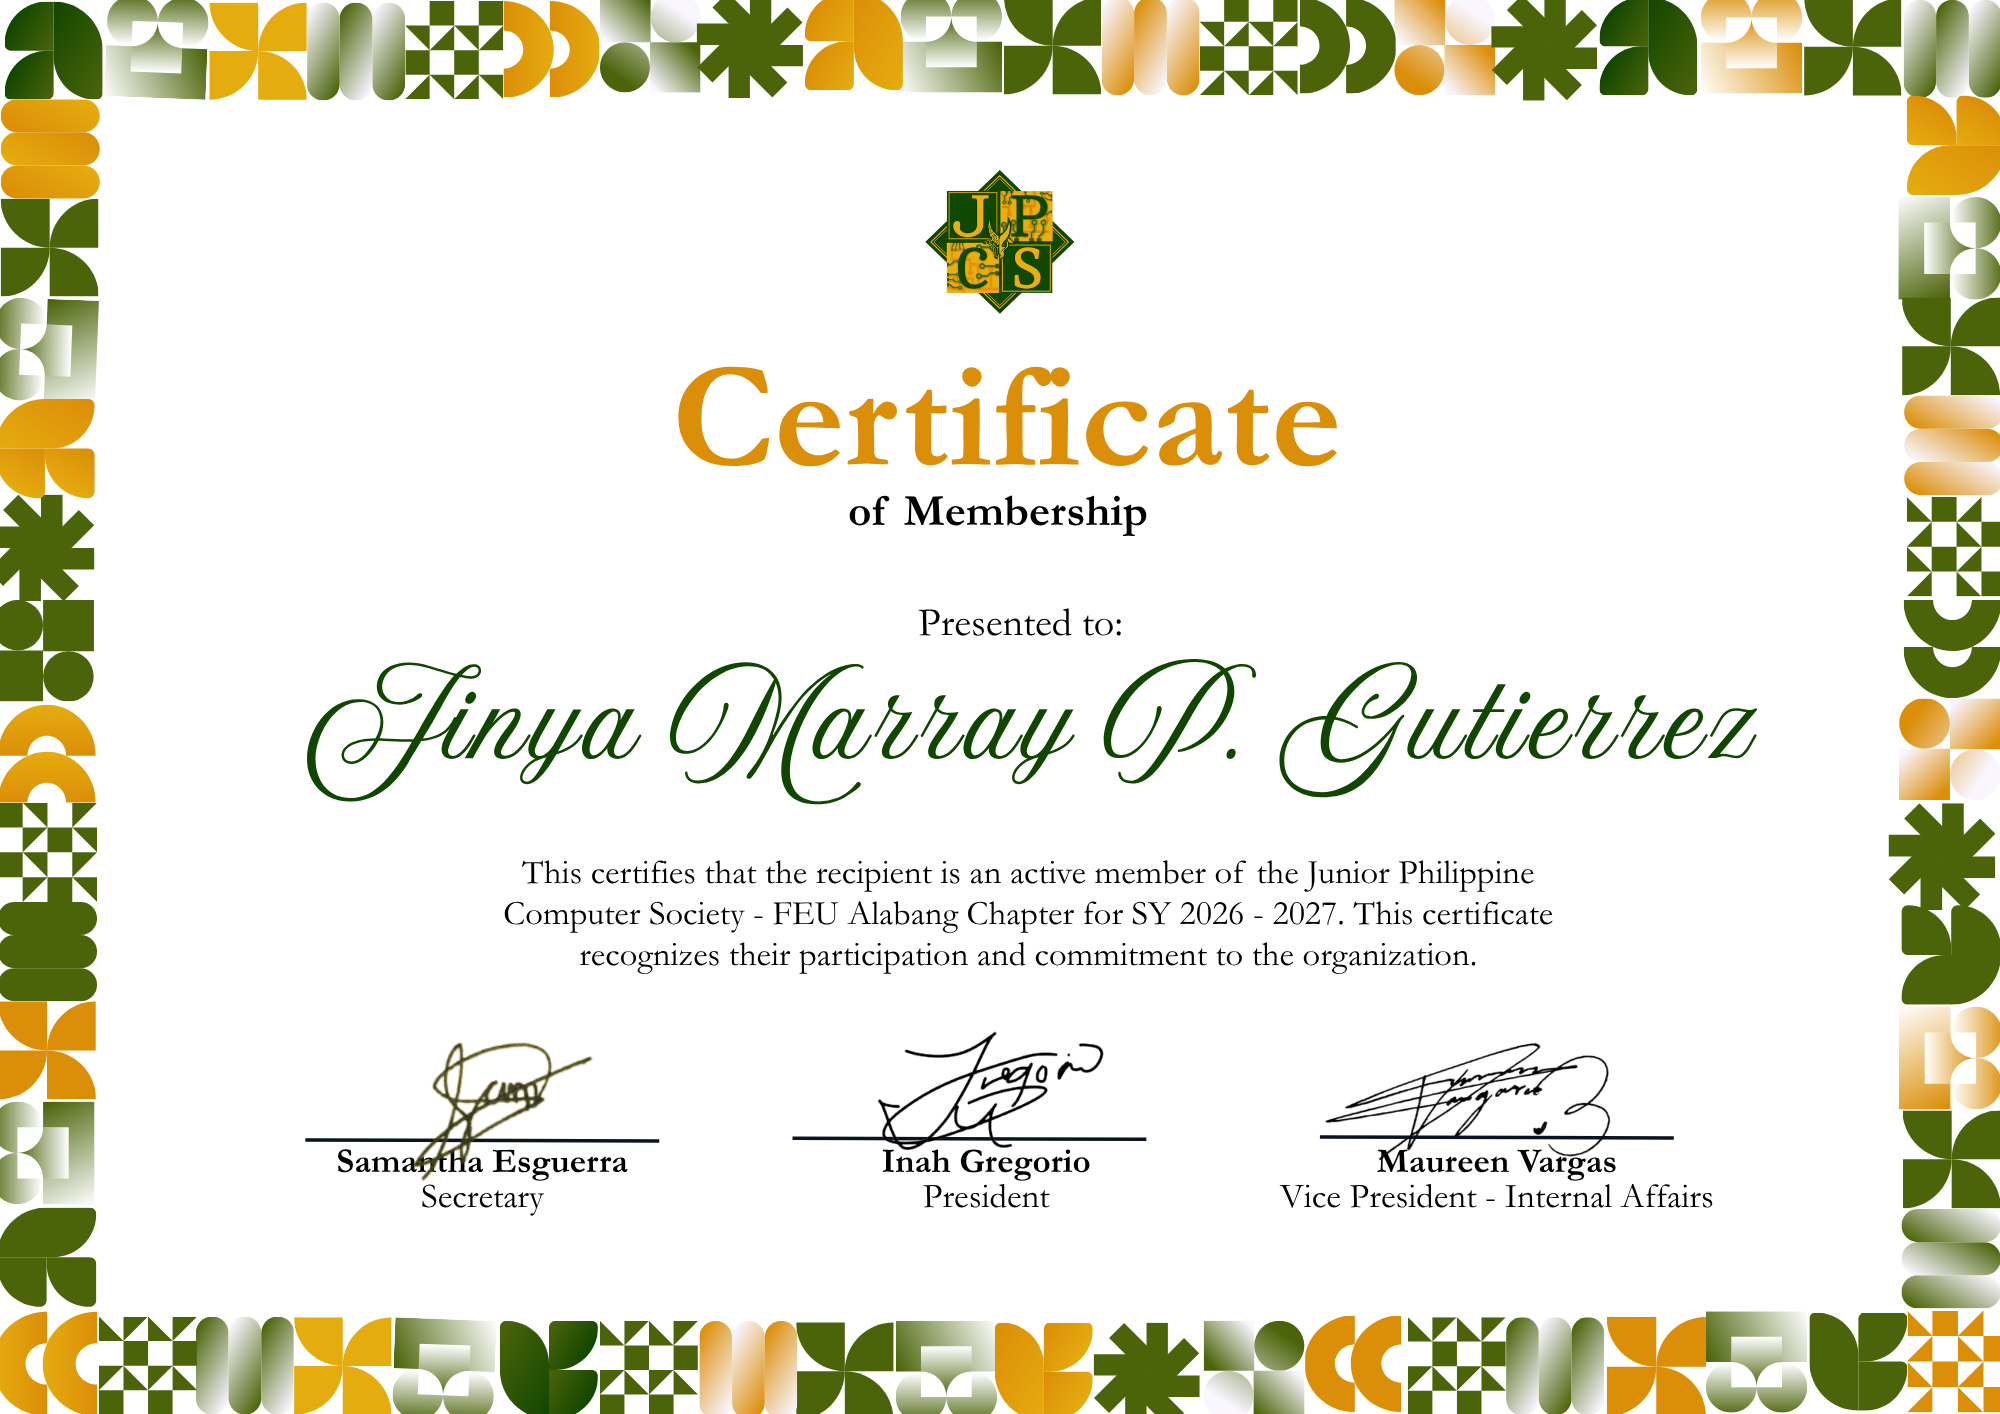 J P
C S
Certificate
of Membership
Presented to:
Jinya Marray P. Gutierrez
This certifies that the recipient is an active member of the Junior Philippine
Computer Society - FEU Alabang Chapter for SY 2026 - 2027. This certificate
recognizes their participation and commitment to the organization.
Samantha Esguerra
Secretary
Inah Gregorio
President
Maureen Vargas
Vice President - Internal Affairs